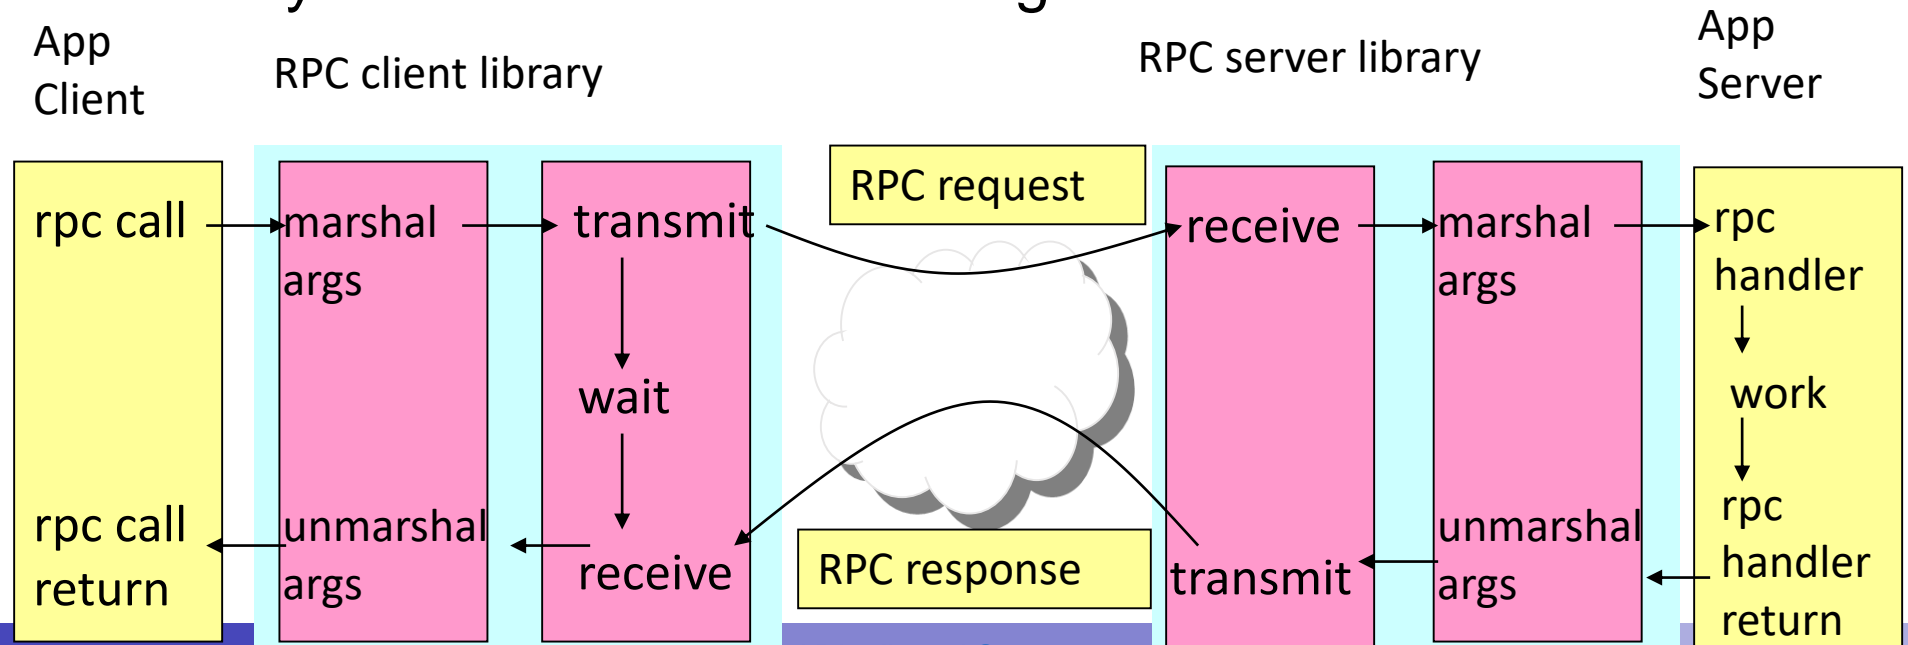 App
Client
RPC client library
RPC server library
App
Server
rpc call
marshal
args
transmit
wait
receive
unmarshal
args
rpc call
return
RPC request
RPC response
receive
marshal
args
rpc
handler
work
rpc
handler
return
unmarshal
args
transmit